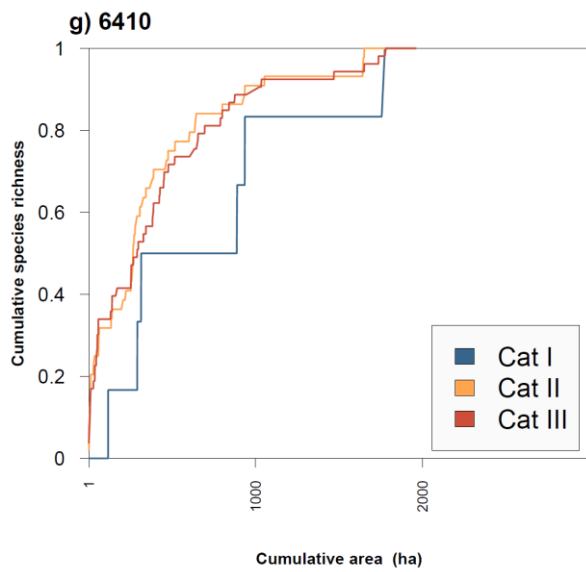 g) 6410
Cumulative species richness
1
0.8
0.6
0.4
0.2
0
Cat I
Cat II
Cat III
1
1000
2000
Cumulative area (ha)